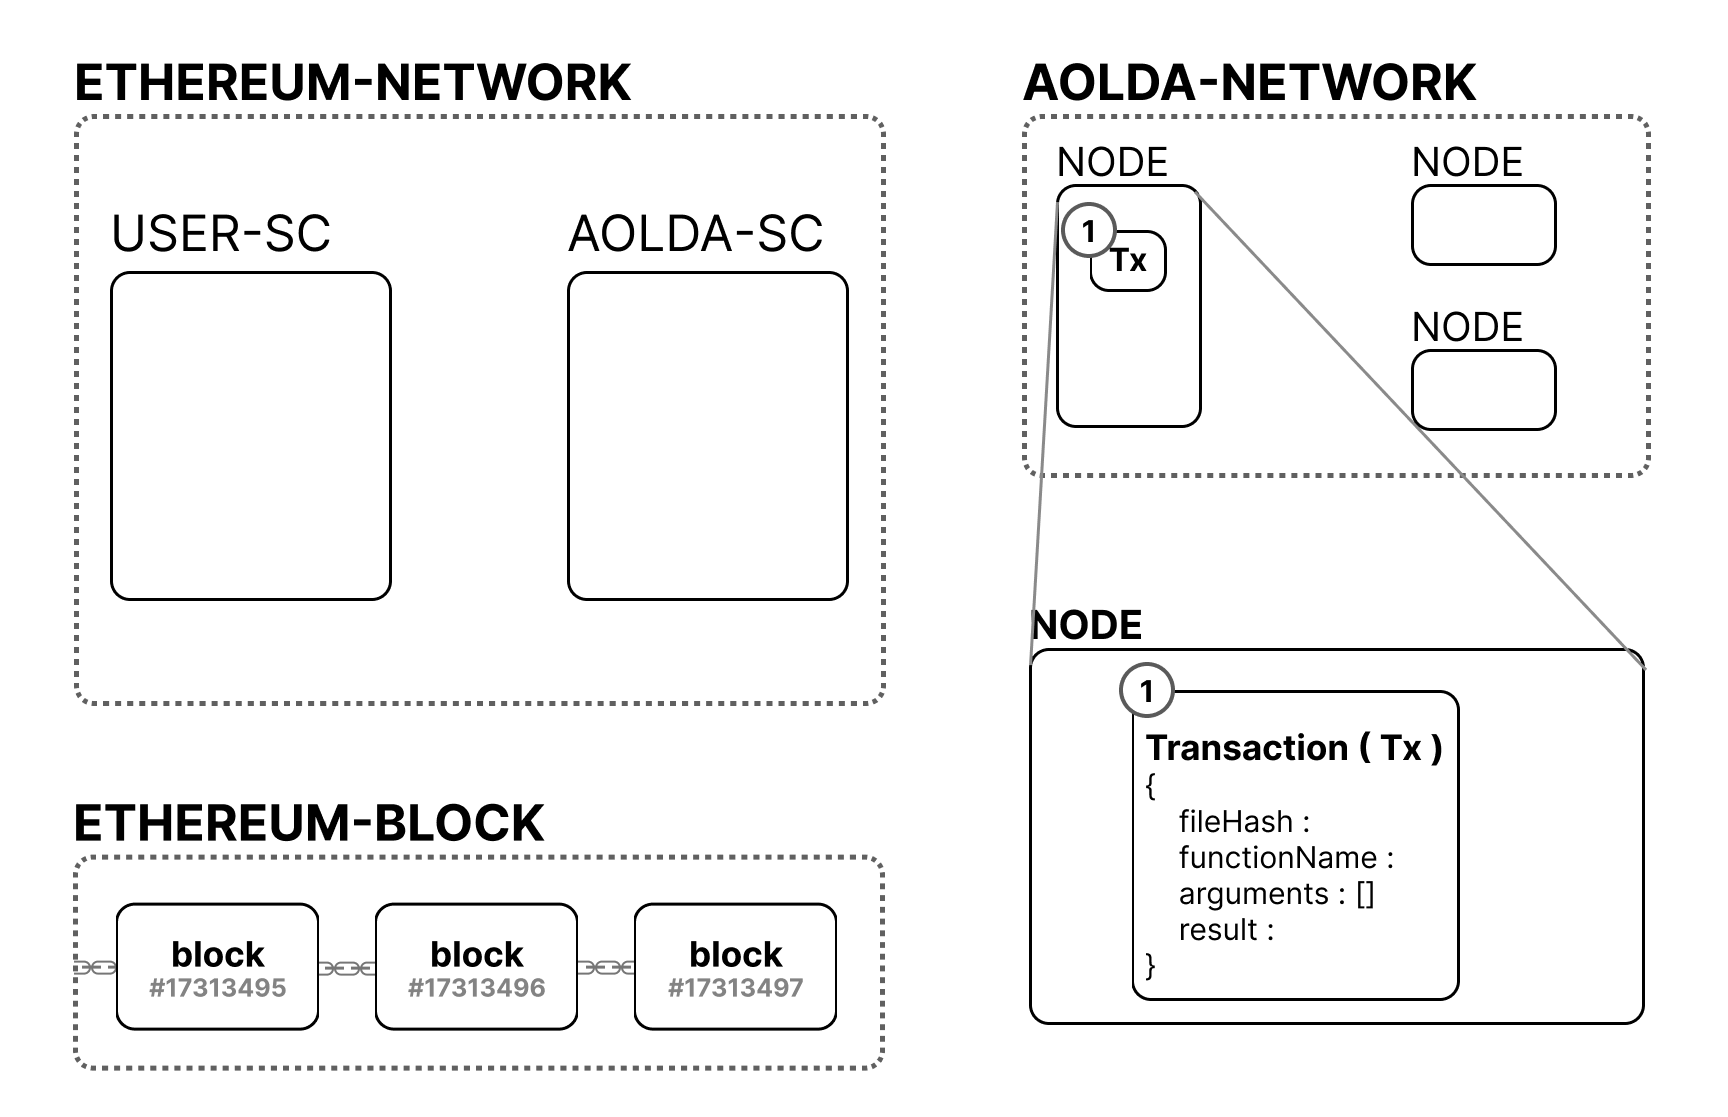 ETHEREUM-NETWORK
USER-SC
AOLDA-SC
ETHEREUM-BLOCK
block
#17313495
block
#17313496
block
#17313497
AOLDA-NETWORK
NODE
1
Tx
NODE
NODE
NODE
1
Transaction ( Tx )
{
fileHash :
functionName :
arguments : []
result :
}